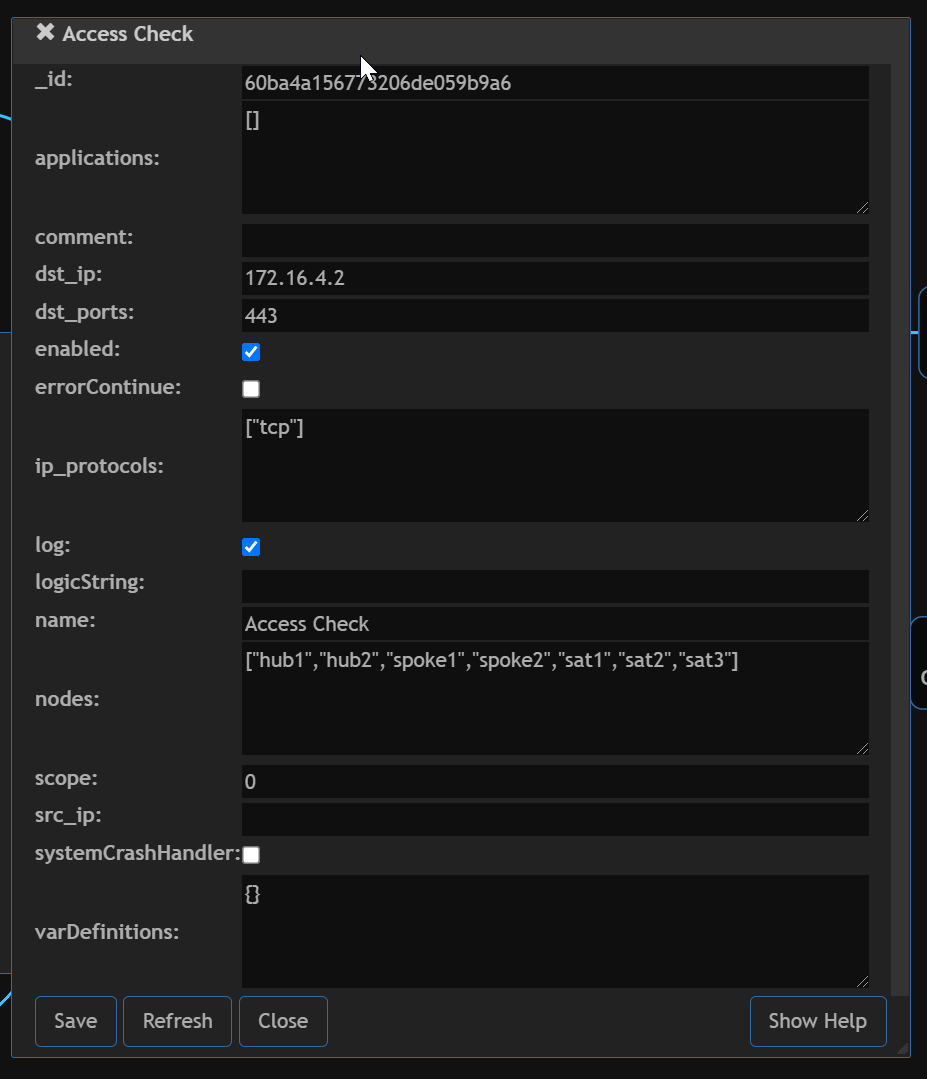 ✖ Access Check
_id: 60ba4a156773206de059b9a6
applications: []
comment:
dst_ip: 172.16.4.2
dst_ports: 443
enabled:
errorContinue:
ip_protocols: ["tcp"]
log:
logicString:
name: Access Check
nodes: ["hub1","hub2","spoke1","spoke2","sat1","sat2","sat3"]
scope: 0
src_ip:
systemCrashHandler:
varDefinitions: {}
Save Refresh Close Show Help